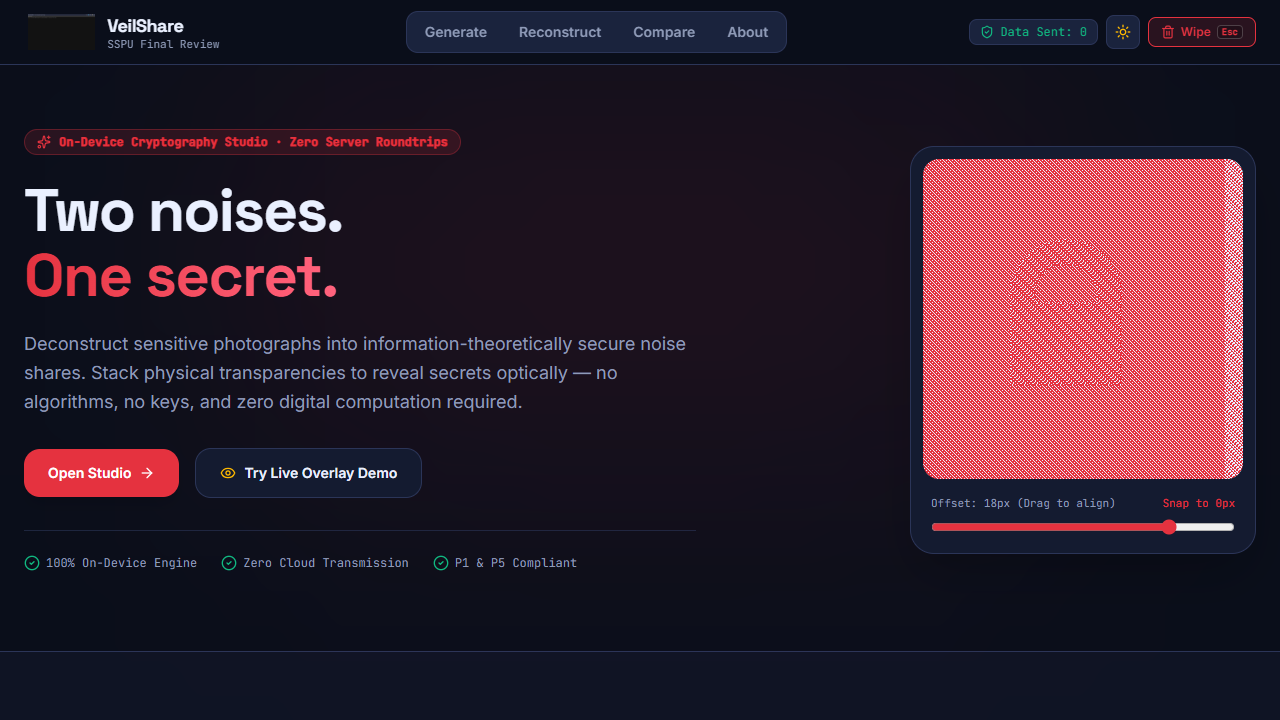 VeilShare
SSPU Final Review
Generate
Reconstruct
Compare
About
Data Sent: 0
Wipe Esc
On-Device Cryptography Studio · Zero Server Roundtrips
Two noises.
One secret.
Deconstruct sensitive photographs into information-theoretically secure noise
shares. Stack physical transparencies to reveal secrets optically — no
algorithms, no keys, and zero digital computation required.
Open Studio →
Try Live Overlay Demo
Offset: 18px (Drag to align)
Snap to 0px
100% On-Device Engine
Zero Cloud Transmission
P1 & P5 Compliant